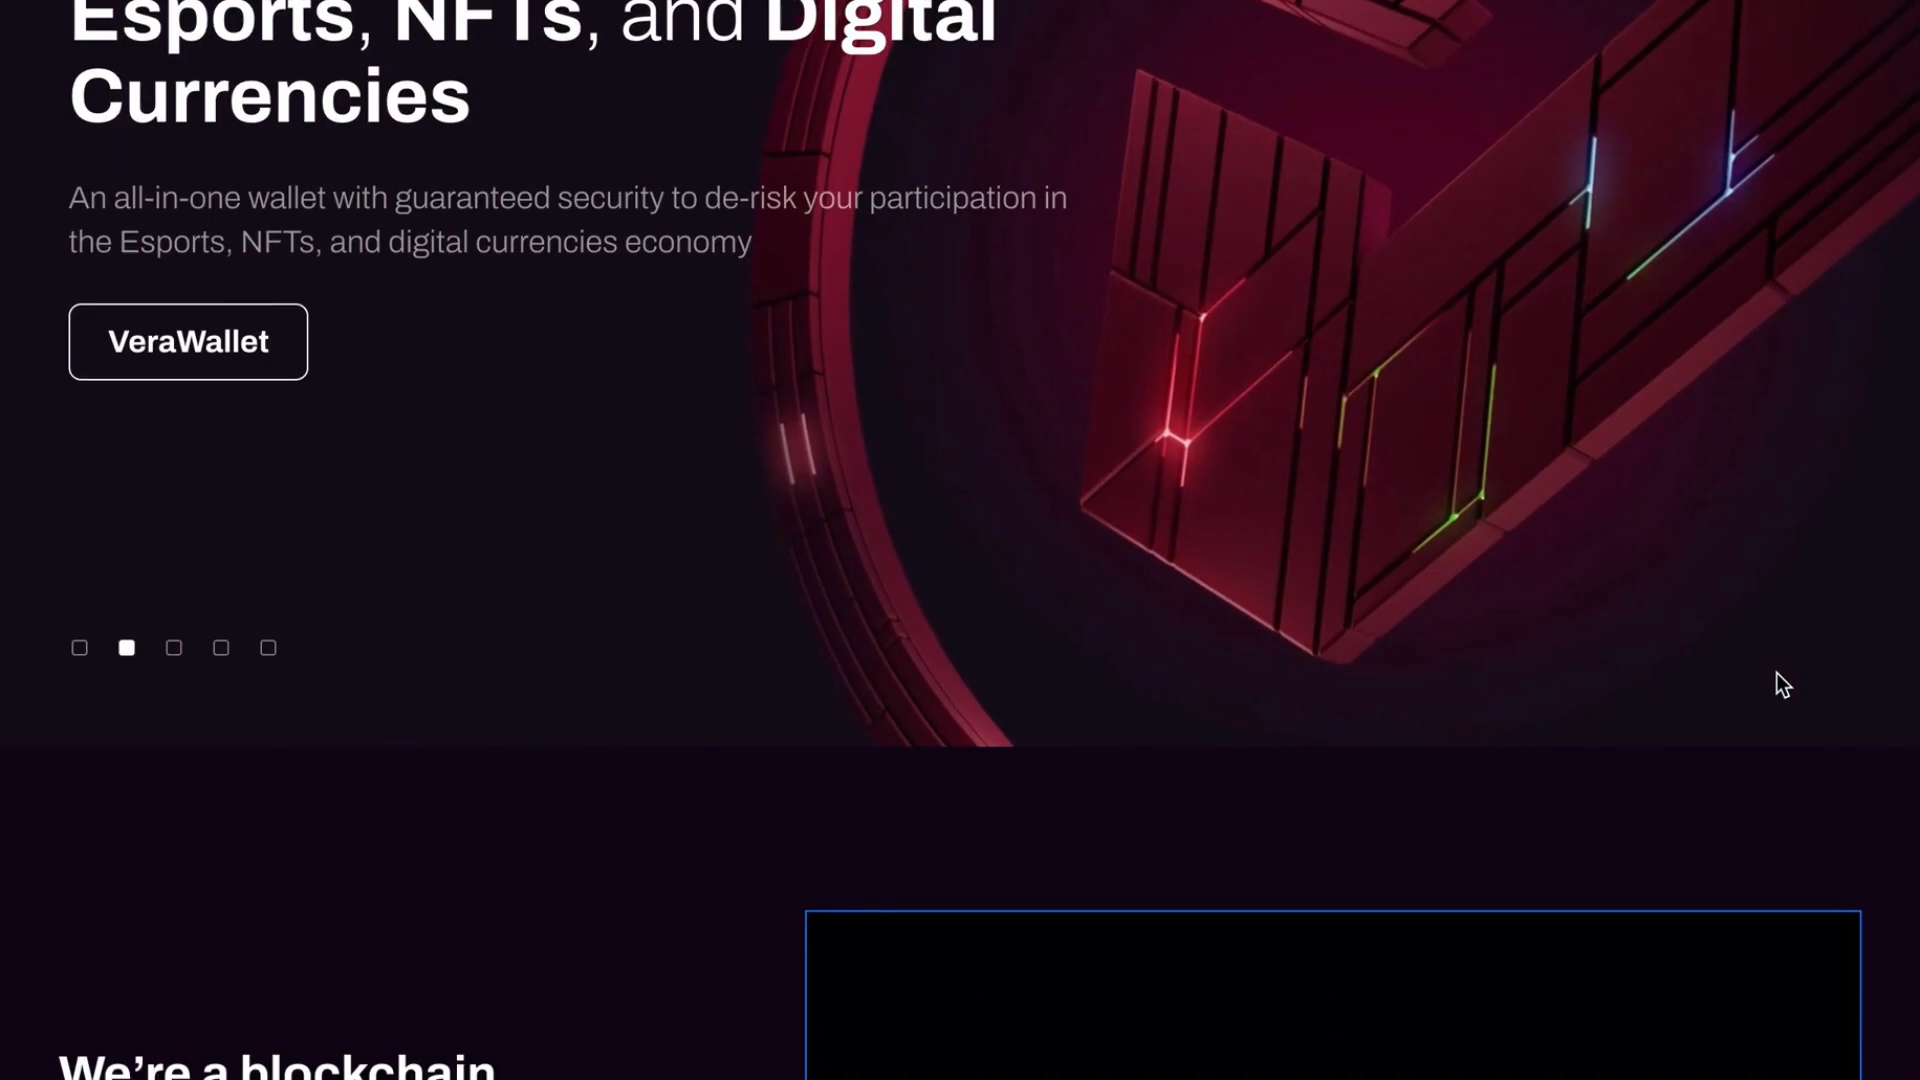 Esports, NFTs, and Digital
Currencies
An all-in-one wallet with guaranteed security to de-risk your participation in
the Esports, NFTs, and digital currencies economy
VeraWallet
We’re a blockchain